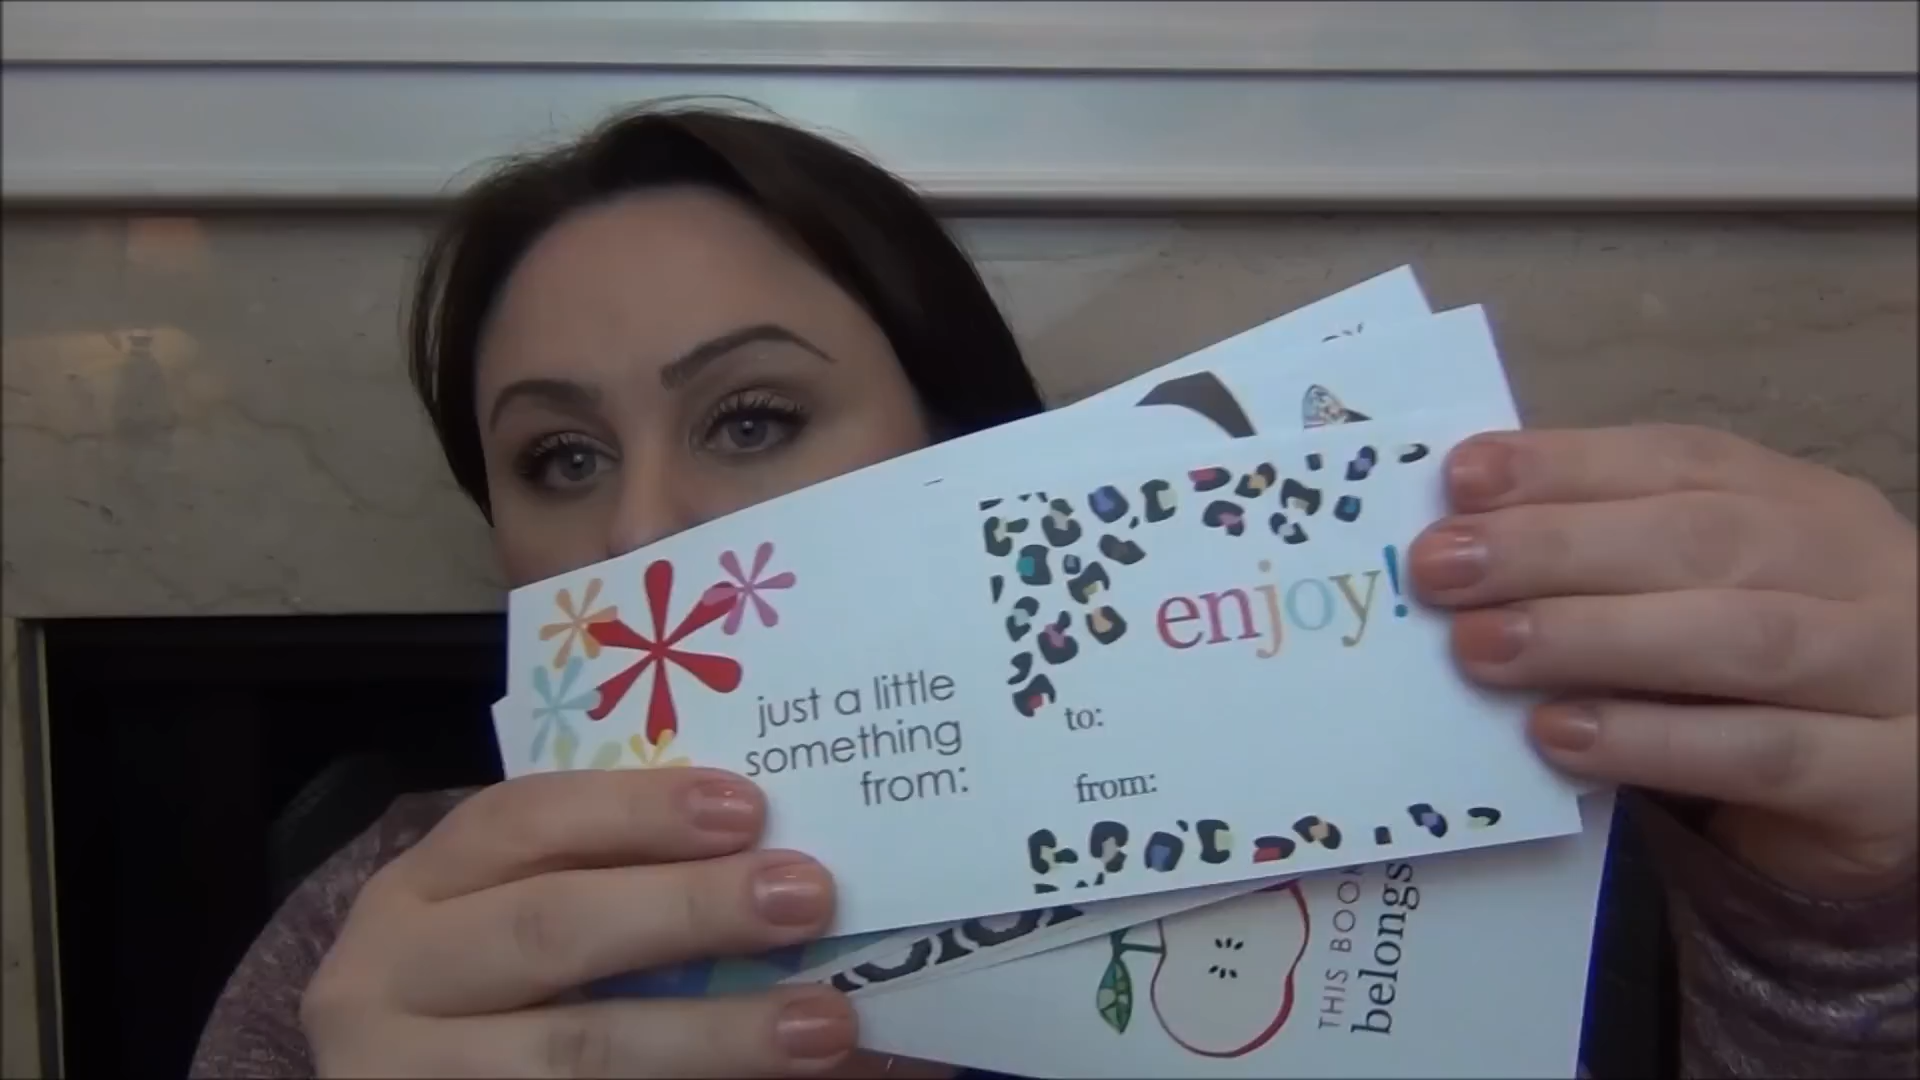 just a little
something
from:
enjoy!
to:
from:
THIS BOOK
belongs